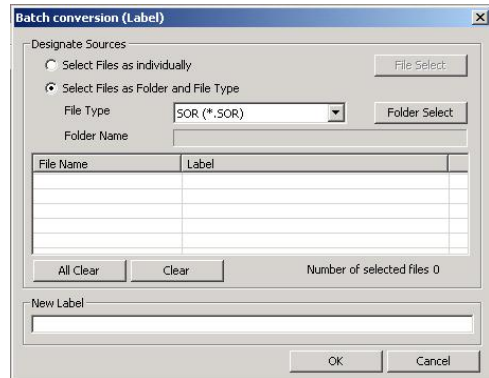 Batch conversion (Label)
Designate Sources
Select Files as individually
File Select
Select Files as Folder and File Type
File Type
SOR (*.SOR)
Folder Select
Folder Name
File Name Label
All Clear Clear Number of selected files 0
New Label
OK Cancel